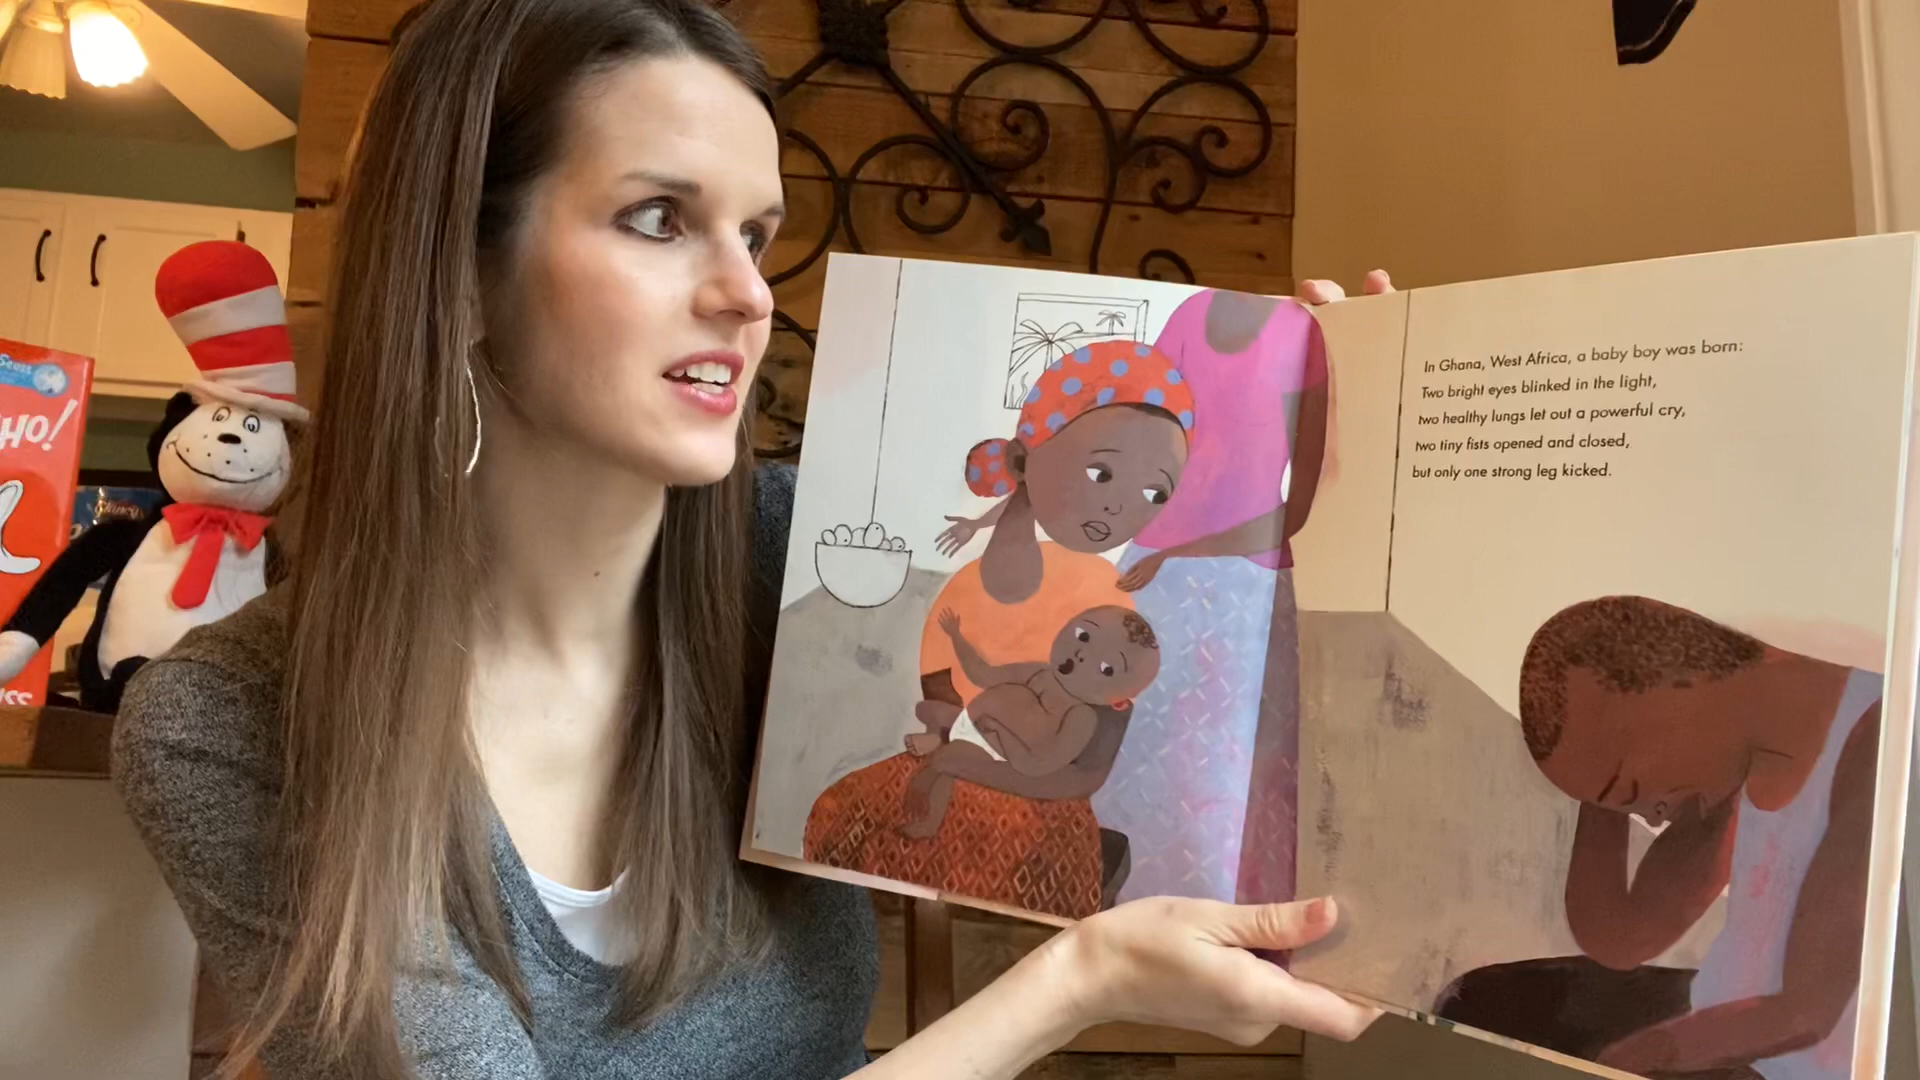 Seuss
HO!
In Ghana, West Africa, a baby boy was born:
Two bright eyes blinked in the light,
two healthy lungs let out a powerful cry,
two tiny fists opened and closed,
but only one strong leg kicked.